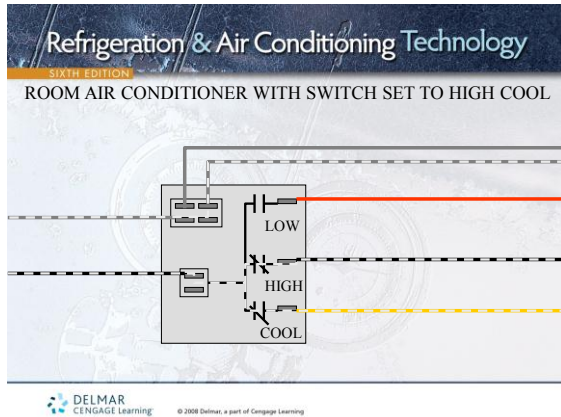 Refrigeration & Air Conditioning Technology
SIXTH EDITION
ROOM AIR CONDITIONER WITH SWITCH SET TO HIGH COOL
LOW
HIGH
COOL
DELMAR
CENGAGE Learning
© 2008 Delmar, a part of Cengage Learning